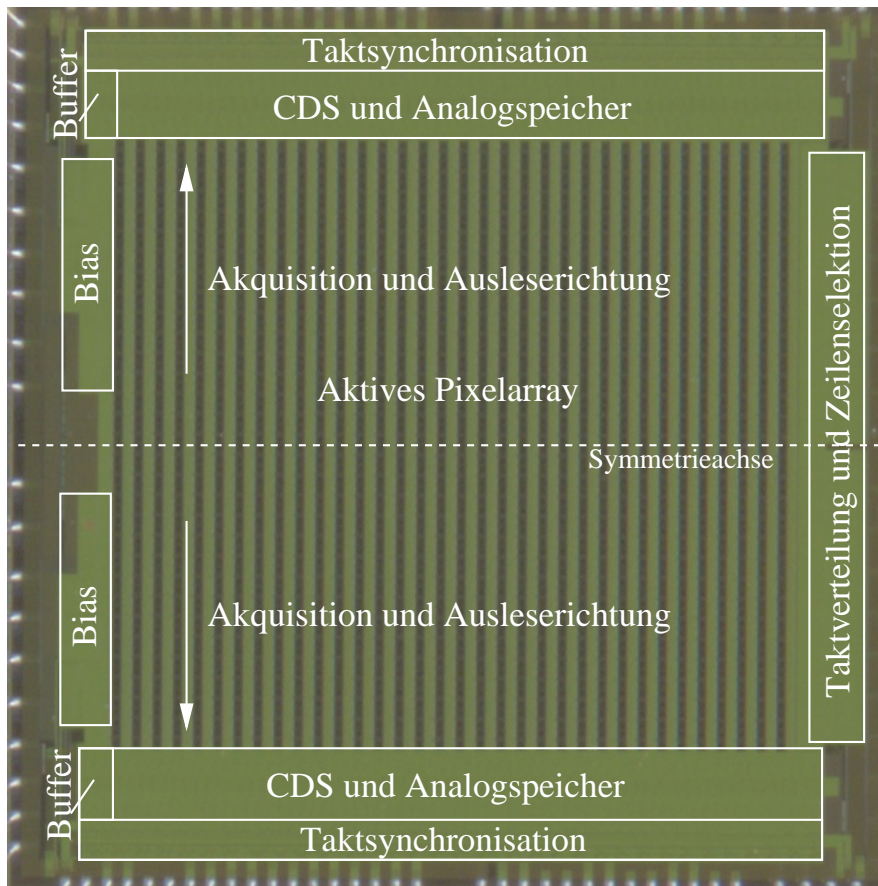 Taktsynchronisation
Buffer
CDS und Analogspeicher
Bias
Akquisition und Ausleserichtung
Aktives Pixelarray
Taktverteilung und Zeilenselektion
Symmetrieachse
Bias
Akquisition und Ausleserichtung
Buffer
CDS und Analogspeicher
Taktsynchronisation